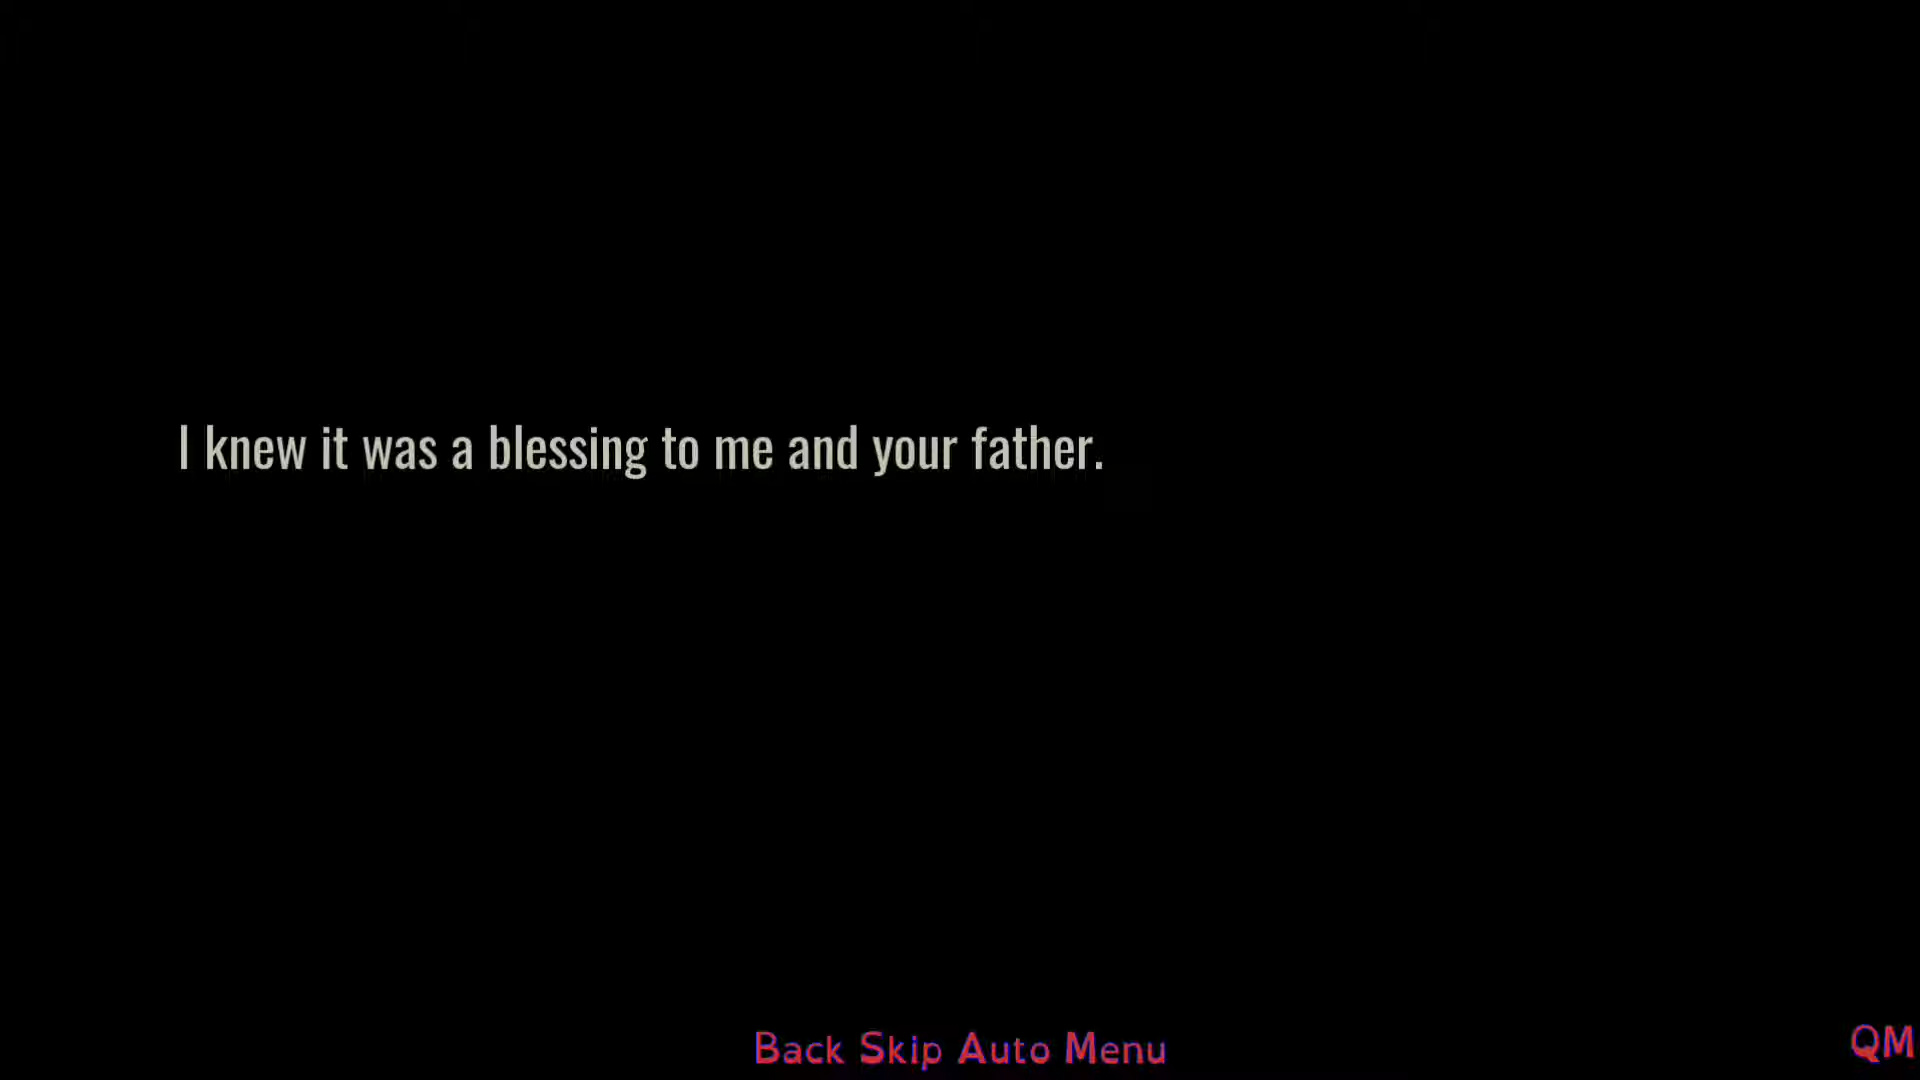 I knew it was a blessing to me and your father.
Back Skip Auto Menu
QM